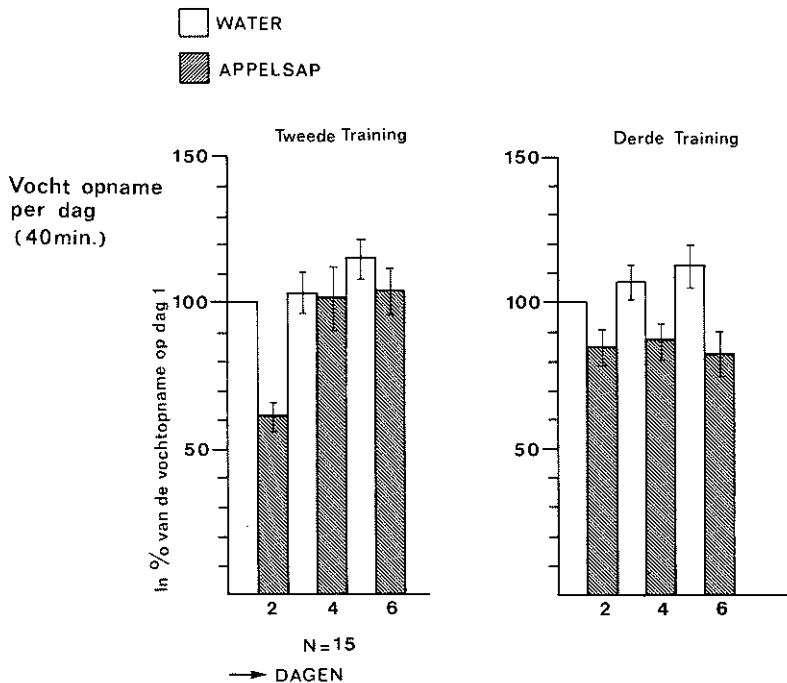 WATER
APPELSAP
Tweede Training
Derde Training
Vocht opname
per dag
(40min.)
In % van de vochtopname op dag 1
150
100
50
2 4 6
150
100
50
2 4 6
N=15
→ DAGEN